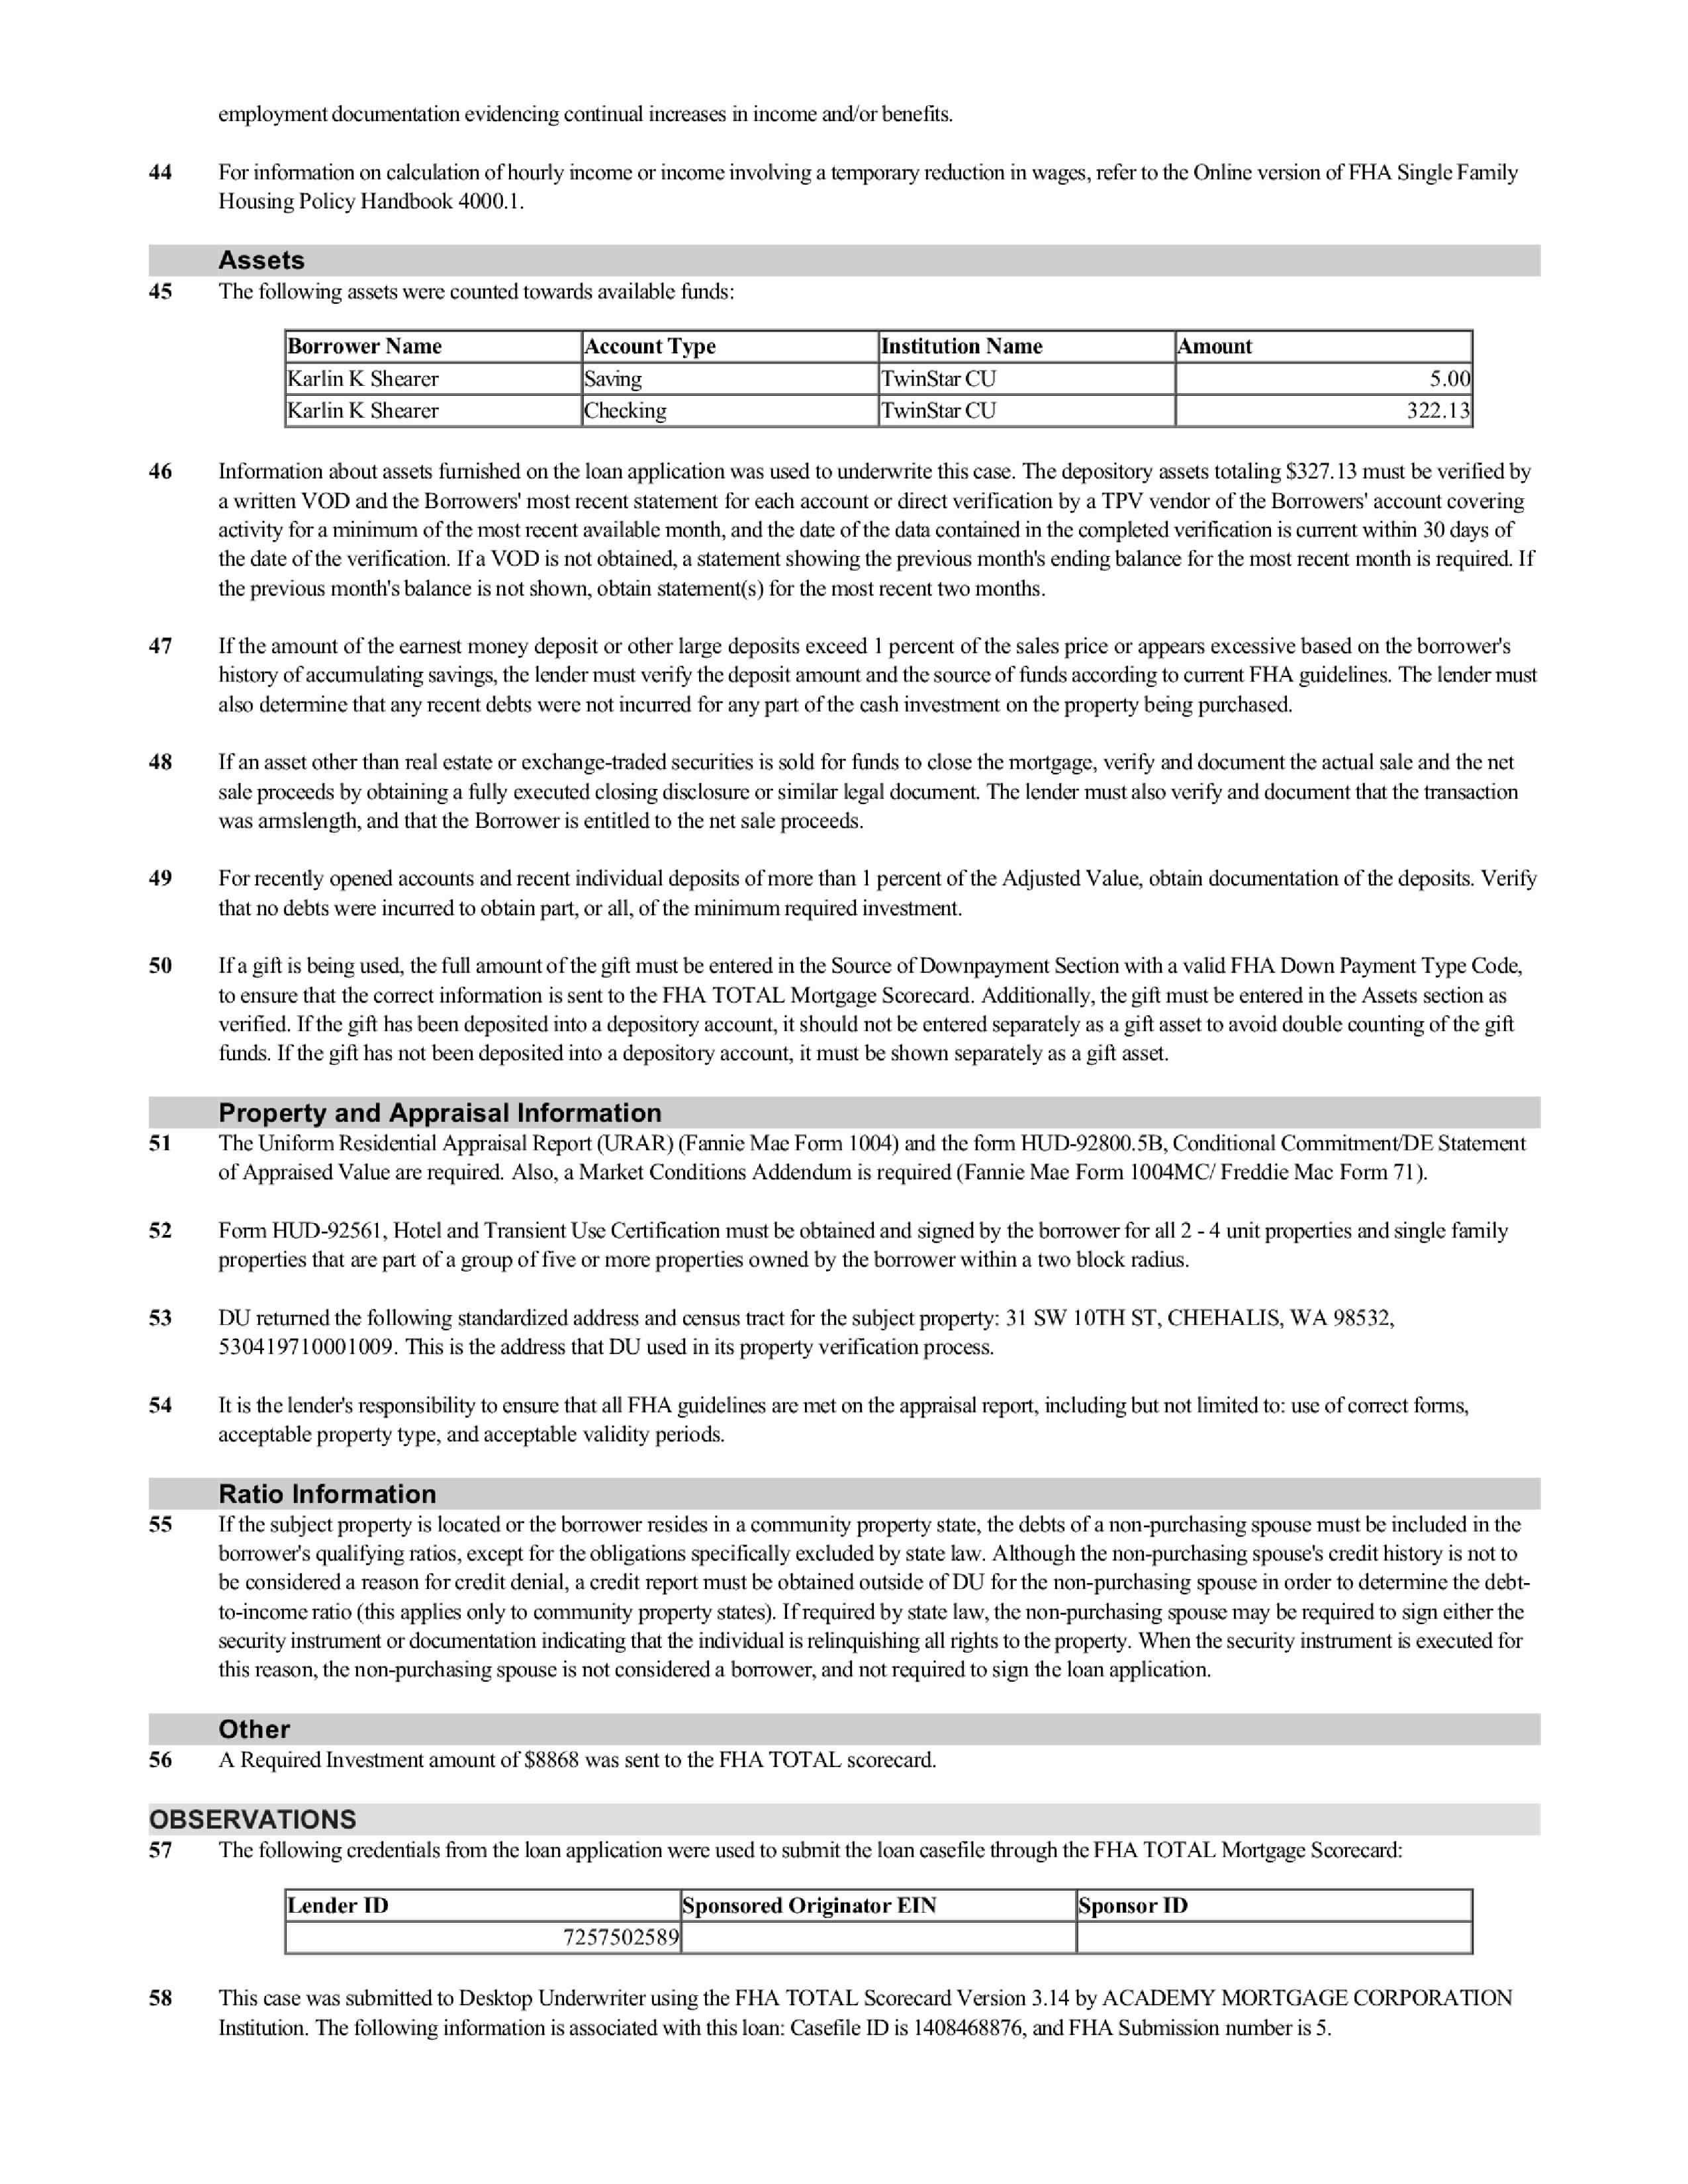 employment documentation evidencing continual increases in income and/or benefits.
44 For information on calculation of hourly income or income involving a temporary reduction in wages, refer to the Online version of FHA Single Family
Housing Policy Handbook 4000.1.
Assets
45 The following assets were counted towards available funds:
Borrower Name Account Type Institution Name Amount
Karlin K Shearer Saving TwinStar CU 5.00
Karlin K Shearer Checking TwinStar CU 322.13
46 Information about assets furnished on the loan application was used to underwrite this case. The depository assets totaling $327.13 must be verified by
a written VOD and the Borrowers' most recent statement for each account or direct verification by a TPV vendor of the Borrowers' account covering
activity for a minimum of the most recent available month, and the date of the data contained in the completed verification is current within 30 days of
the date of the verification. If a VOD is not obtained, a statement showing the previous month's ending balance for the most recent month is required. If
the previous month's balance is not shown, obtain statement(s) for the most recent two months.
47 If the amount of the earnest money deposit or other large deposits exceed 1 percent of the sales price or appears excessive based on the borrower's
history of accumulating savings, the lender must verify the deposit amount and the source of funds according to current FHA guidelines. The lender must
also determine that any recent debts were not incurred for any part of the cash investment on the property being purchased.
48 If an asset other than real estate or exchange-traded securities is sold for funds to close the mortgage, verify and document the actual sale and the net
sale proceeds by obtaining a fully executed closing disclosure or similar legal document. The lender must also verify and document that the transaction
was armslength, and that the Borrower is entitled to the net sale proceeds.
49 For recently opened accounts and recent individual deposits of more than 1 percent of the Adjusted Value, obtain documentation of the deposits. Verify
that no debts were incurred to obtain part, or all, of the minimum required investment.
50 If a gift is being used, the full amount of the gift must be entered in the Source of Downpayment Section with a valid FHA Down Payment Type Code,
to ensure that the correct information is sent to the FHA TOTAL Mortgage Scorecard. Additionally, the gift must be entered in the Assets section as
verified. If the gift has been deposited into a depository account, it should not be entered separately as a gift asset to avoid double counting of the gift
funds. If the gift has not been deposited into a depository account, it must be shown separately as a gift asset.
Property and Appraisal Information
51 The Uniform Residential Appraisal Report (URAR) (Fannie Mae Form 1004) and the form HUD-92800.5B, Conditional Commitment/DE Statement
of Appraised Value are required. Also, a Market Conditions Addendum is required (Fannie Mae Form 1004MC/ Freddie Mac Form 71).
52 Form HUD-92561, Hotel and Transient Use Certification must be obtained and signed by the borrower for all 2 - 4 unit properties and single family
properties that are part of a group of five or more properties owned by the borrower within a two block radius.
53 DU returned the following standardized address and census tract for the subject property: 31 SW 10TH ST, CHEHALIS, WA 98532,
530419710001009. This is the address that DU used in its property verification process.
54 It is the lender's responsibility to ensure that all FHA guidelines are met on the appraisal report, including but not limited to: use of correct forms,
acceptable property type, and acceptable validity periods.
Ratio Information
55 If the subject property is located or the borrower resides in a community property state, the debts of a non-purchasing spouse must be included in the
borrower's qualifying ratios, except for the obligations specifically excluded by state law. Although the non-purchasing spouse's credit history is not to
be considered a reason for credit denial, a credit report must be obtained outside of DU for the non-purchasing spouse in order to determine the debt-
to-income ratio (this applies only to community property states). If required by state law, the non-purchasing spouse may be required to sign either the
security instrument or documentation indicating that the individual is relinquishing all rights to the property. When the security instrument is executed for
this reason, the non-purchasing spouse is not considered a borrower, and not required to sign the loan application.
Other
56 A Required Investment amount of $8868 was sent to the FHA TOTAL scorecard.
OBSERVATIONS
57 The following credentials from the loan application were used to submit the loan casefile through the FHA TOTAL Mortgage Scorecard:
Lender ID Sponsored Originator EIN Sponsor ID
7257502589
58 This case was submitted to Desktop Underwriter using the FHA TOTAL Scorecard Version 3.14 by ACADEMY MORTGAGE CORPORATION
Institution. The following information is associated with this loan: Casefile ID is 1408468876, and FHA Submission number is 5.